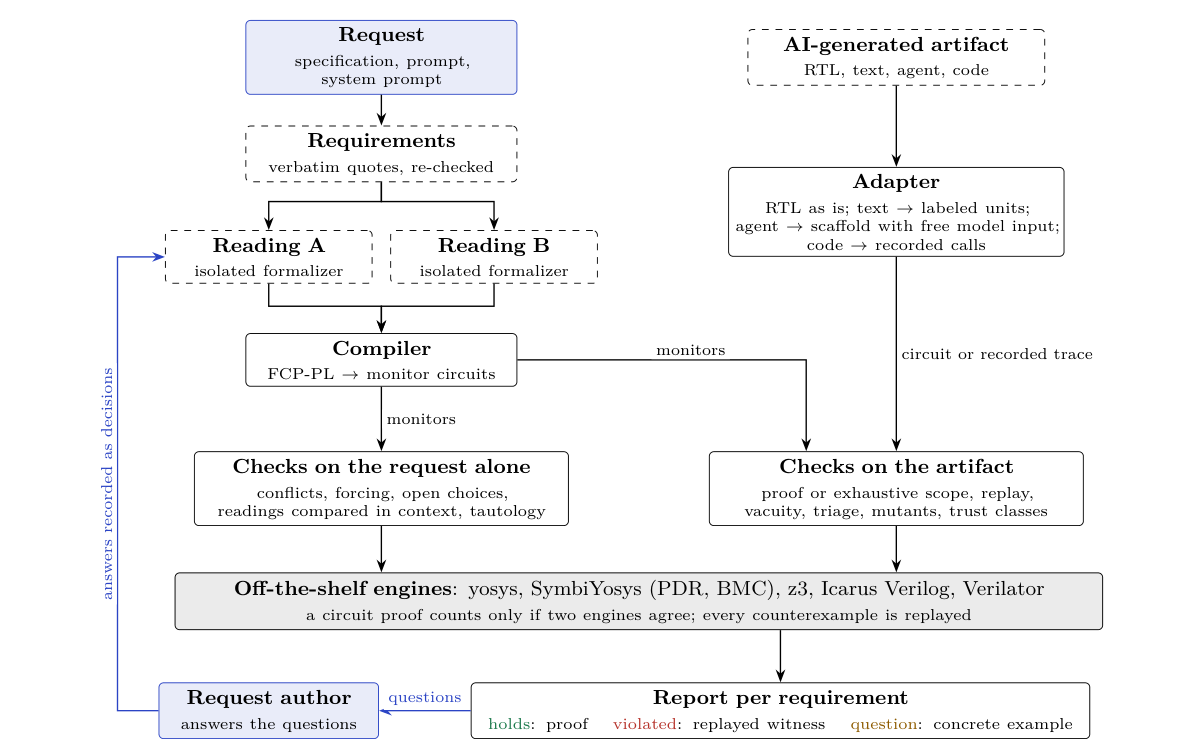 Request
specification, prompt,
system prompt
AI-generated artifact
RTL, text, agent, code
Requirements
verbatim quotes, re-checked
Adapter
RTL as is; text → labeled units;
agent → scaffold with free model input;
code → recorded calls
Reading A
isolated formalizer
Reading B
isolated formalizer
Compiler
FCP-PL → monitor circuits
monitors
circuit or recorded trace
monitors
answers recorded as decisions
Checks on the request alone
conflicts, forcing, open choices,
readings compared in context, tautology
Checks on the artifact
proof or exhaustive scope, replay,
vacuity, triage, mutants, trust classes
Off-the-shelf engines: yosys, SymbiYosys (PDR, BMC), z3, Icarus Verilog, Verilator
a circuit proof counts only if two engines agree; every counterexample is replayed
Request author
answers the questions
questions
Report per requirement
holds: proof violated: replayed witness question: concrete example